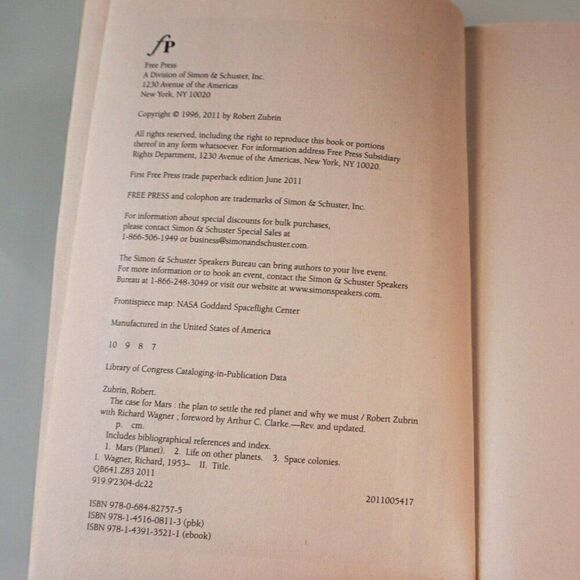 fP
Free Press
A Division of Simon & Schuster, Inc.
1230 Avenue of the Americas
New York, NY 10020
Copyright © 1996, 2011 by Robert Zubrin
All rights reserved, including the right to reproduce this book or portions
thereof in any form whatsoever. For information address Free Press Subsidiary
Rights Department, 1230 Avenue of the Americas, New York, NY 10020.
First Free Press trade paperback edition June 2011
FREE PRESS and colophon are trademarks of Simon & Schuster, Inc.
For information about special discounts for bulk purchases,
please contact Simon & Schuster Special Sales at
1-866-506-1949 or business@simonandschuster.com.
The Simon & Schuster Speakers Bureau can bring authors to your live event.
For more information or to book an event, contact the Simon & Schuster Speakers
Bureau at 1-866-248-3049 or visit our website at www.simonspeakers.com.
Frontispiece map: NASA Goddard Spaceflight Center
Manufactured in the United States of America
10 9 8 7
Library of Congress Cataloging-in-Publication Data
Zubrin, Robert.
The case for Mars : the plan to settle the red planet and why we must / Robert Zubrin
with Richard Wagner ; foreword by Arthur C. Clarke.—Rev. and updated.
p. cm.
Includes bibliographical references and index.
1. Mars (Planet). 2. Life on other planets. 3. Space colonies.
I. Wagner, Richard, 1953– II. Title.
QB641.Z83 2011
919.9'2304-dc22
2011005417
ISBN 978-0-684-82757-5
ISBN 978-1-4516-0811-3 (pbk)
ISBN 978-1-4391-3521-1 (ebook)